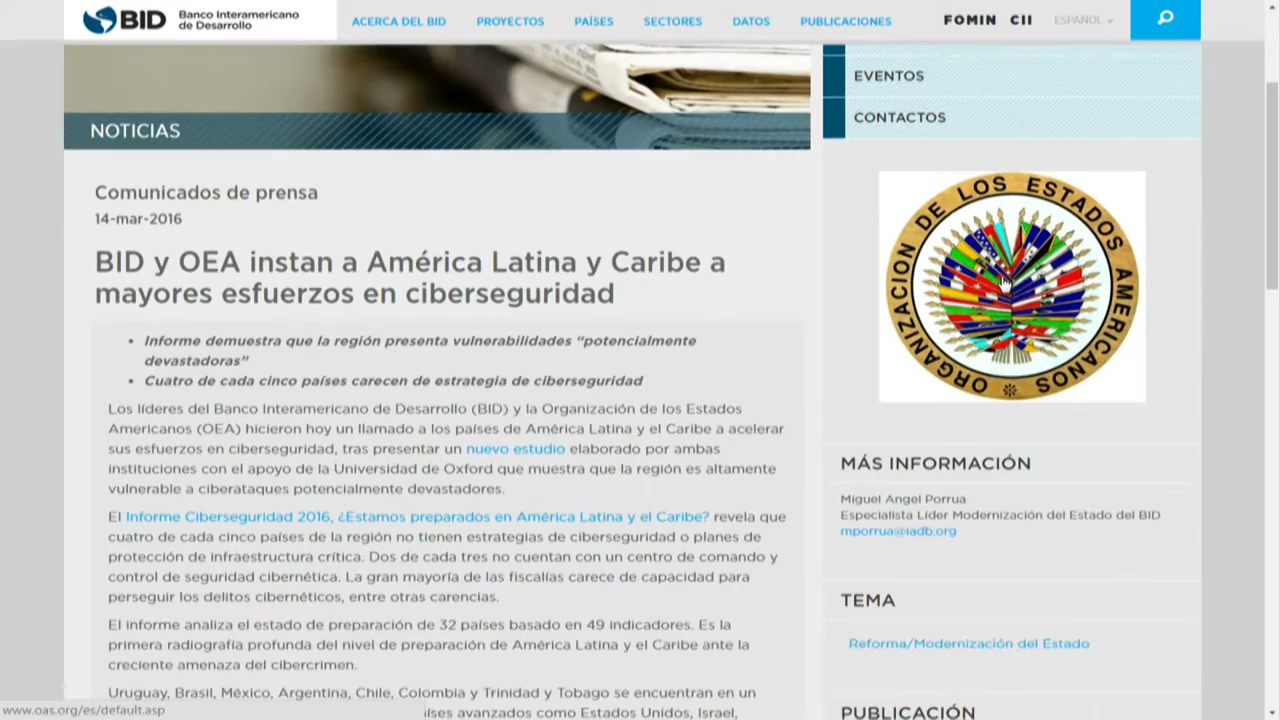 BID
Banco Interamericano
de Desarrollo
ACERCA DEL BID
PROYECTOS
PAÍSES
SECTORES
DATOS
PUBLICACIONES
FOMIN CII
ESPAÑOL
NOTICIAS
Comunicados de prensa
14-mar-2016
BID y OEA instan a América Latina y Caribe a
mayores esfuerzos en ciberseguridad
• Informe demuestra que la región presenta vulnerabilidades “potencialmente
devastadoras”
• Cuatro de cada cinco países carecen de estrategia de ciberseguridad
Los líderes del Banco Interamericano de Desarrollo (BID) y la Organización de los Estados
Americanos (OEA) hicieron hoy un llamado a los países de América Latina y el Caribe a acelerar
sus esfuerzos en ciberseguridad, tras presentar un nuevo estudio elaborado por ambas
instituciones con el apoyo de la Universidad de Oxford que muestra que la región es altamente
vulnerable a ciberataques potencialmente devastadores.
El Informe Ciberseguridad 2016, ¿Estamos preparados en América Latina y el Caribe? revela que
cuatro de cada cinco países de la región no tienen estrategias de ciberseguridad o planes de
protección de infraestructura crítica. Dos de cada tres no cuentan con un centro de comando y
control de seguridad cibernética. La gran mayoría de las fiscalías carece de capacidad para
perseguir los delitos cibernéticos, entre otras carencias.
El informe analiza el estado de preparación de 32 países basado en 49 indicadores. Es la
primera radiografía profunda del nivel de preparación de América Latina y el Caribe ante la
creciente amenaza del cibercrimen.
Uruguay, Brasil, México, Argentina, Chile, Colombia y Trinidad y Tobago se encuentran en un
íses avanzados como Estados Unidos, Israel,
www.oas.org/es/default.asp
EVENTOS
CONTACTOS
ORGANIZACION DE LOS ESTADOS AMERICANOS
MÁS INFORMACIÓN
Miguel Angel Porrua
Especialista Líder Modernización del Estado del BID
mporrua@iadb.org
TEMA
Reforma/Modernización del Estado
PUBLICACIÓN